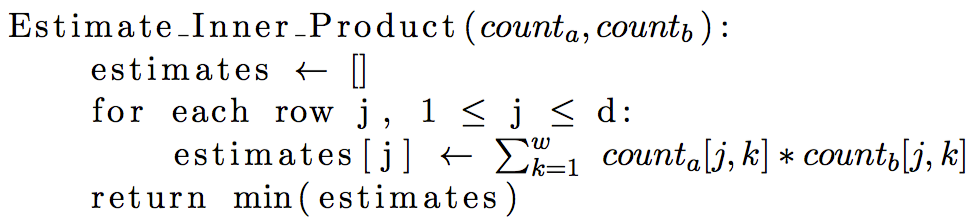 Estimate_Inner_Product(count_a, count_b):
estimates ← []
for each row j, 1 ≤ j ≤ d:
estimates[j] ← ∑_{k=1}^{w} count_a[j, k] * count_b[j, k]
return min(estimates)